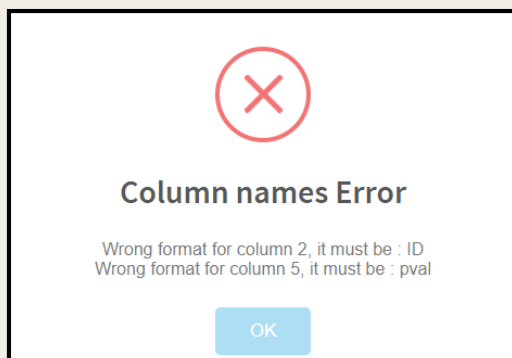 Column names Error
Wrong format for column 2, it must be : ID
Wrong format for column 5, it must be : pval
OK